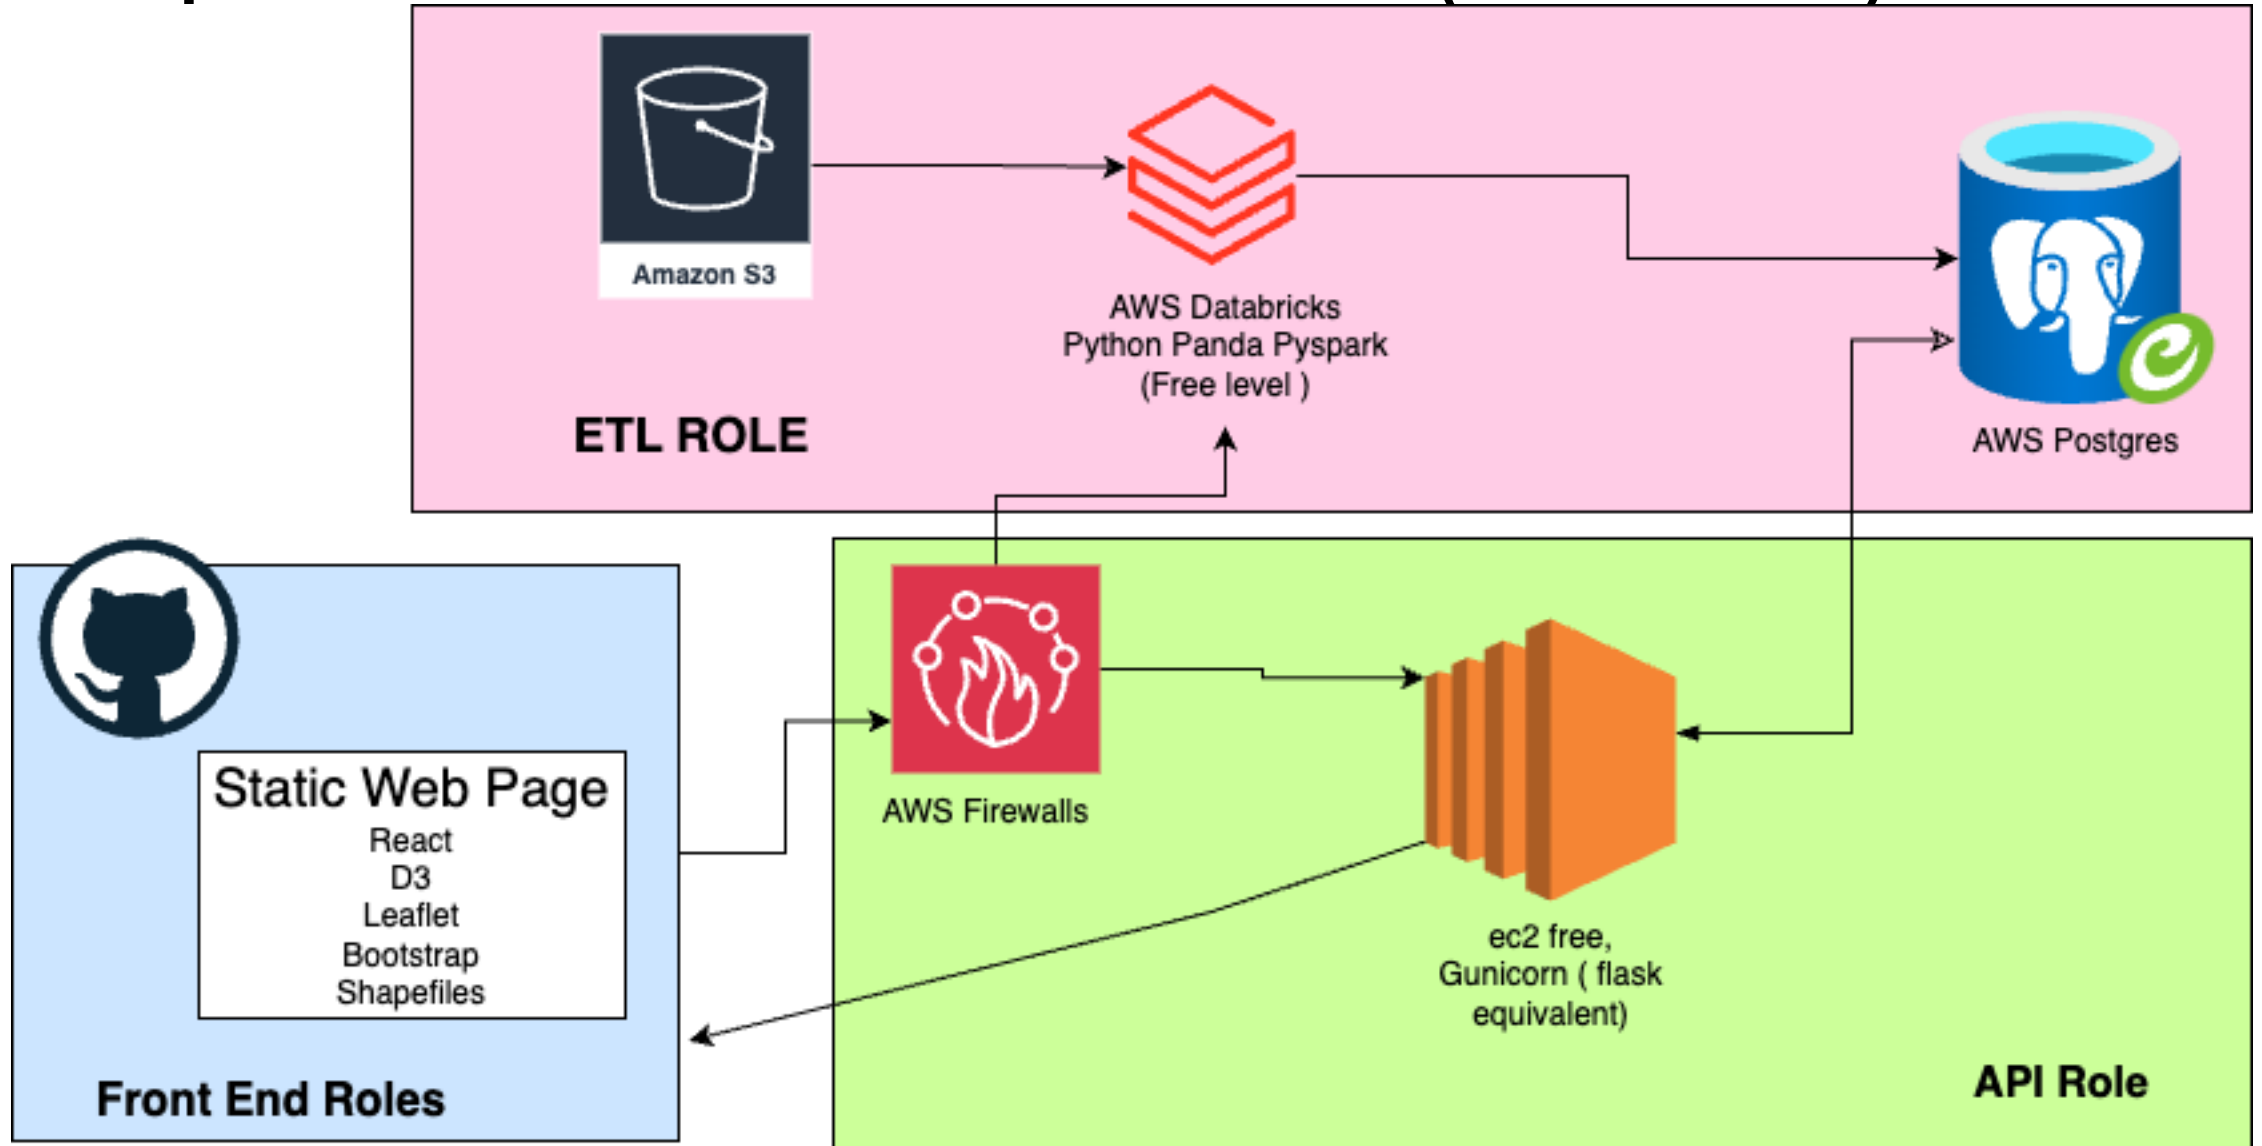 Amazon S3
AWS Databricks
Python Panda Pyspark
(Free level )
ETL ROLE
AWS Postgres
Static Web Page
React
D3
Leaflet
Bootstrap
Shapefiles
Front End Roles
AWS Firewalls
ec2 free,
Gunicorn ( flask
equivalent)
API Role